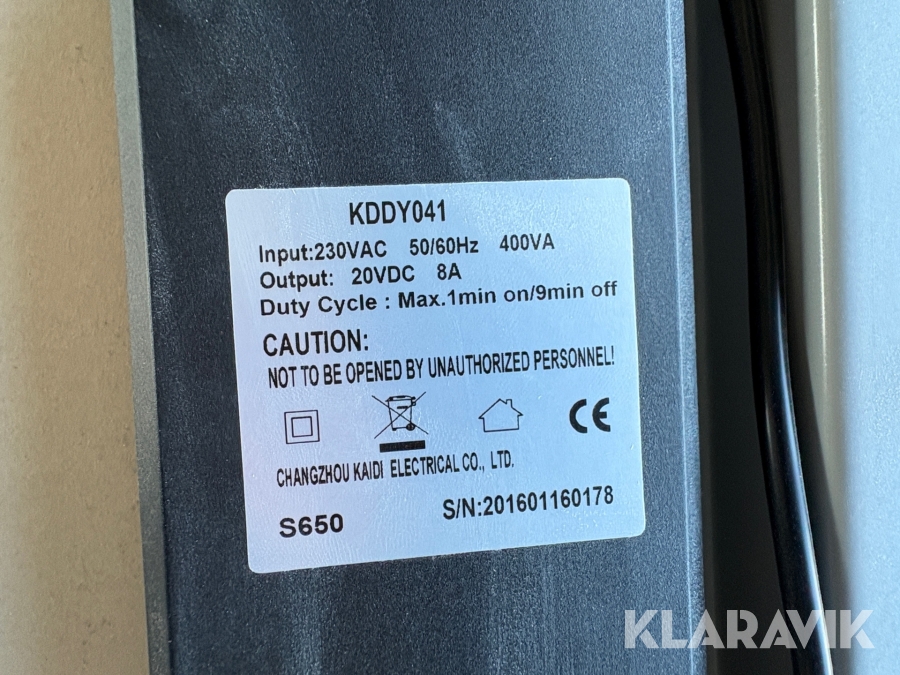 KDDY041
Input:230VAC 50/60Hz 400VA
Output: 20VDC 8A
Duty Cycle : Max.1min on/9min off
CAUTION:
NOT TO BE OPENED BY UNAUTHORIZED PERSONNEL!
CE
CHANGZHOU KAIDI ELECTRICAL CO., LTD.
S650
S/N:201601160178
KLARAVIK